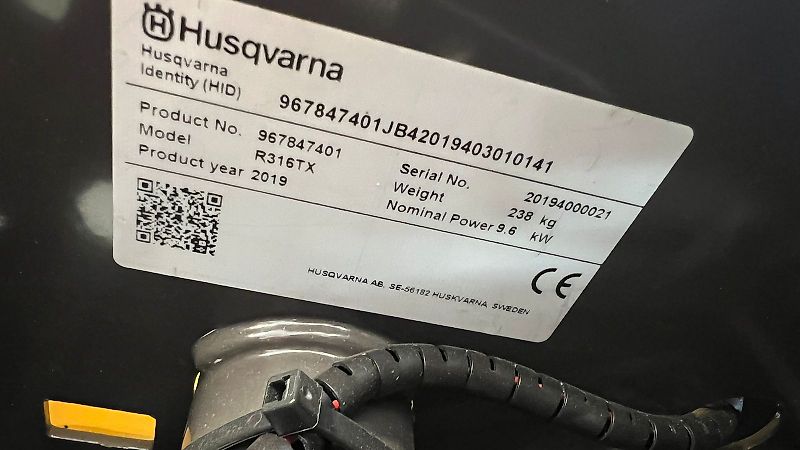 Husqvarna
Husqvarna
Identity (HID) 967847401JB42019403010141
Product No. 967847401 Serial No. 20194000021
Model R316TX Weight 238 kg
Product year 2019 Nominal Power 9.6 kW
HUSQVARNA AB, SE-56182 HUSKVARNA, SWEDEN
CE